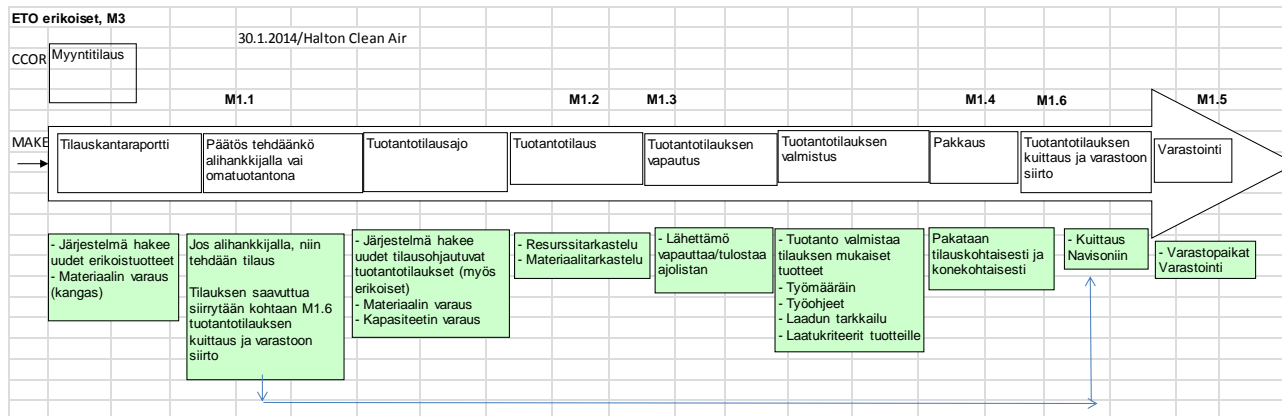 ETO erikoiset, M3
30.1.2014/Halton Clean Air
CCOR
Myyntitilaus
M1.1
M1.2
M1.3
M1.4
M1.6
M1.5
MAKE
Tilauskantaraportti
Päätös tehdäänkö
alihankkijalla vai
omatuotantona
Tuotantotilausajo
Tuotantotilaus
Tuotantotilauksen
vapautus
Tuotantotilauksen
valmistus
Pakkaus
Tuotantotilauksen
kuittaus ja varastoon
siirto
Varastointi
- Järjestelmä hakee
uudet erikoistuotteet
- Materiaalin varaus
(kangas)
Jos alihankkijalla, niin
tehdään tilaus
Tilauksen saavuttua
siirrytään kohtaan M1.6
tuotantotilauksen
kuittaus ja varastoon
siirto
- Järjestelmä hakee
uudet tilausohjautuvat
tuotantotilaukset (myös
erikoiset)
- Materiaalin varaus
- Kapasiteetin varaus
- Resurssitarkastelu
- Materiaalitarkastelu
- Lähettämö
vapauttaa/tulostaa
ajolistan
- Tuotanto valmistaa
tilauksen mukaiset
tuotteet
- Työmääräin
- Työohjeet
- Laadun tarkkailu
- Laatukriteerit tuotteille
Pakataan
tilauskohtaisesti ja
konekohtaisesti
- Kuittaus
Navisoniin
- Varastopaikat
Varastointi